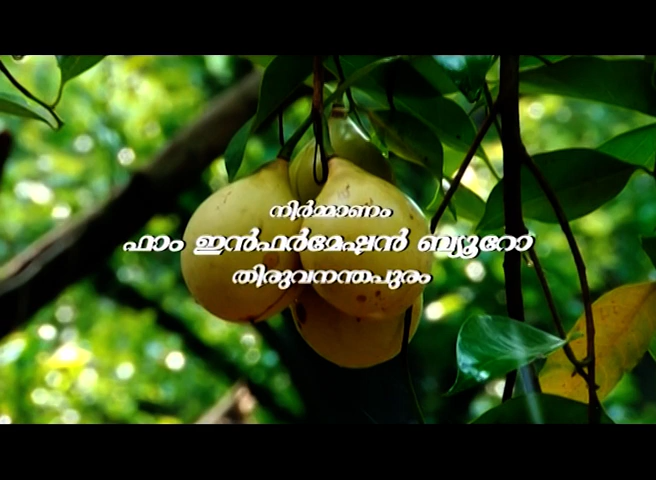 നിർമ്മാണം
ഫാം ഇൻഫർമേഷൻ ബ്യൂറോ
തിരുവനന്തപുരം